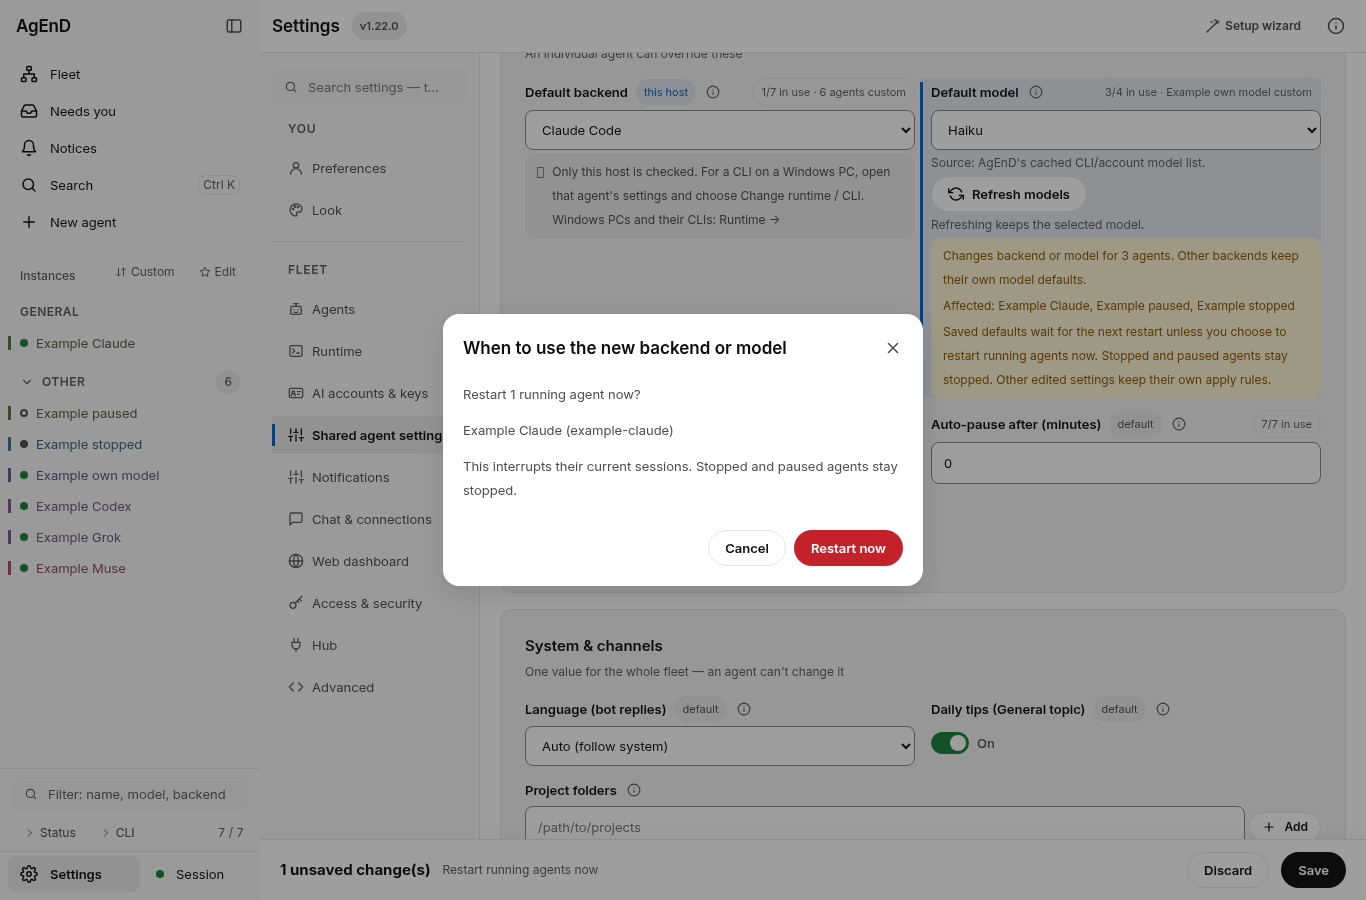 AgEnD
Fleet
Needs you
Notices
Search
Ctrl K
New agent
Instances
Custom
Edit
GENERAL
Example Claude
OTHER
6
Example paused
Example stopped
Example own model
Example Codex
Example Grok
Example Muse
Filter: name, model, backend
Status
CLI
7 / 7
Settings
Session
Settings
v1.22.0
Setup wizard
Search settings — t...
YOU
Preferences
Look
FLEET
Agents
Runtime
AI accounts & keys
Shared agent setting
Notifications
Chat & connections
Web dashboard
Access & security
Hub
Advanced
An individual agent can override these
Default backend
this host
1/7 in use · 6 agents custom
Claude Code
Only this host is checked. For a CLI on a Windows PC, open
that agent's settings and choose Change runtime / CLI.
Windows PCs and their CLIs: Runtime →
Default model
3/4 in use · Example own model custom
Haiku
Source: AgEnD's cached CLI/account model list.
Refresh models
Refreshing keeps the selected model.
Changes backend or model for 3 agents. Other backends keep
their own model defaults.
Affected: Example Claude, Example paused, Example stopped
Saved defaults wait for the next restart unless you choose to
restart running agents now. Stopped and paused agents stay
stopped. Other edited settings keep their own apply rules.
Auto-pause after (minutes)
default
7/7 in use
0
When to use the new backend or model
Restart 1 running agent now?
Example Claude (example-claude)
This interrupts their current sessions. Stopped and paused agents stay
stopped.
Cancel
Restart now
System & channels
One value for the whole fleet — an agent can't change it
Language (bot replies)
default
Auto (follow system)
Daily tips (General topic)
default
On
Project folders
/path/to/projects
Add
1 unsaved change(s)
Restart running agents now
Discard
Save